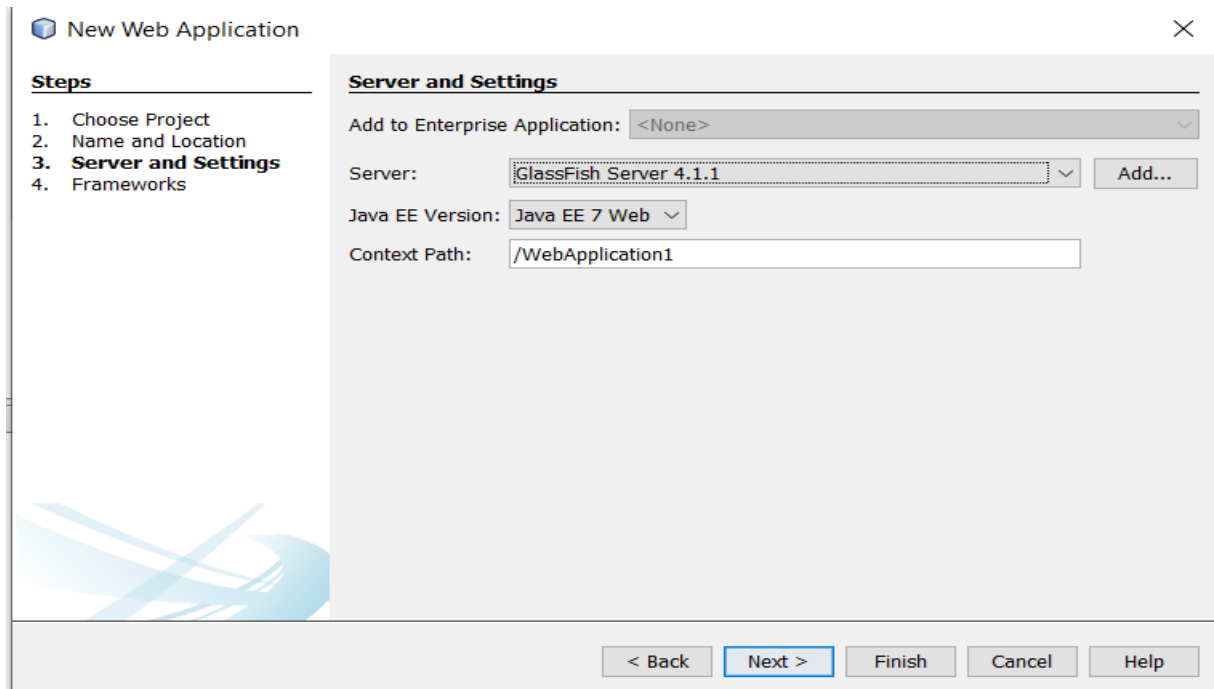 New Web Application
Steps
1. Choose Project
2. Name and Location
3. Server and Settings
4. Frameworks
Server and Settings
Add to Enterprise Application: <None>
Server: GlassFish Server 4.1.1 Add...
Java EE Version: Java EE 7 Web
Context Path: /WebApplication1
< Back Next > Finish Cancel Help